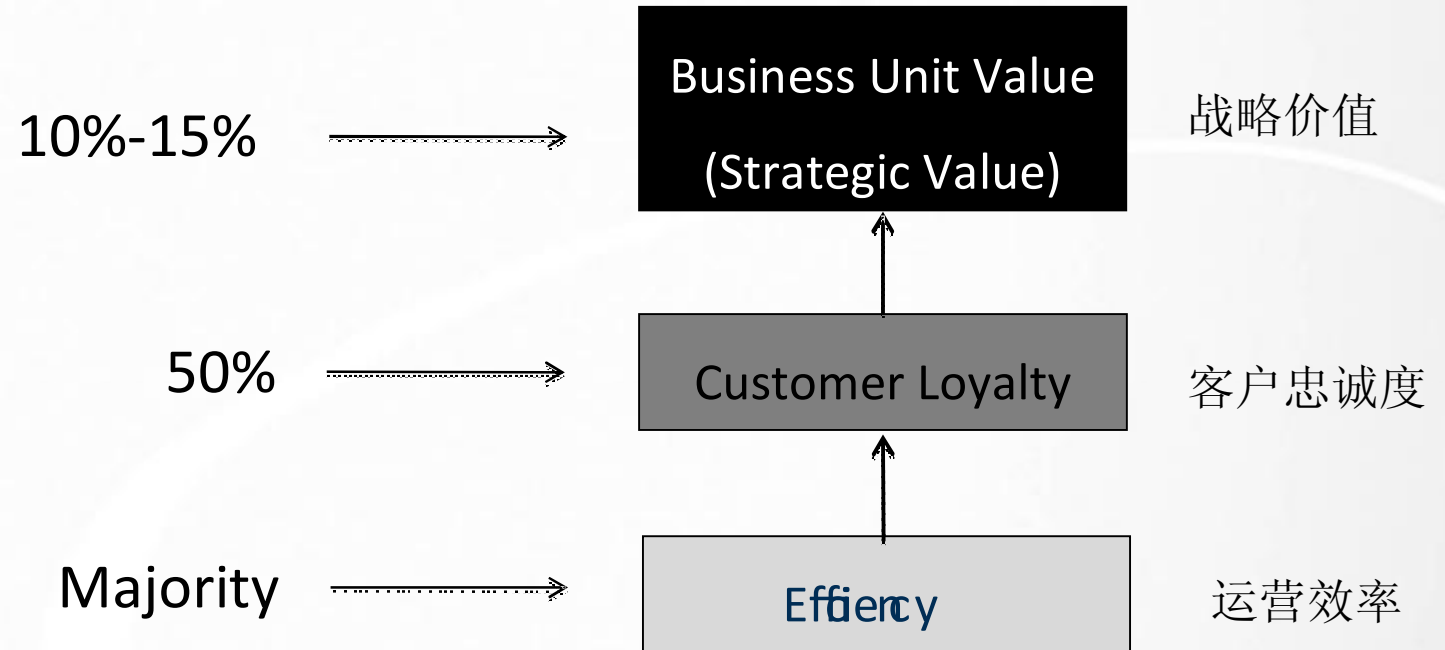 10%-15%
Business Unit Value
(Strategic Value)
战略价值
50%
Customer Loyalty
客户忠诚度
Majority
Efficiency
运营效率